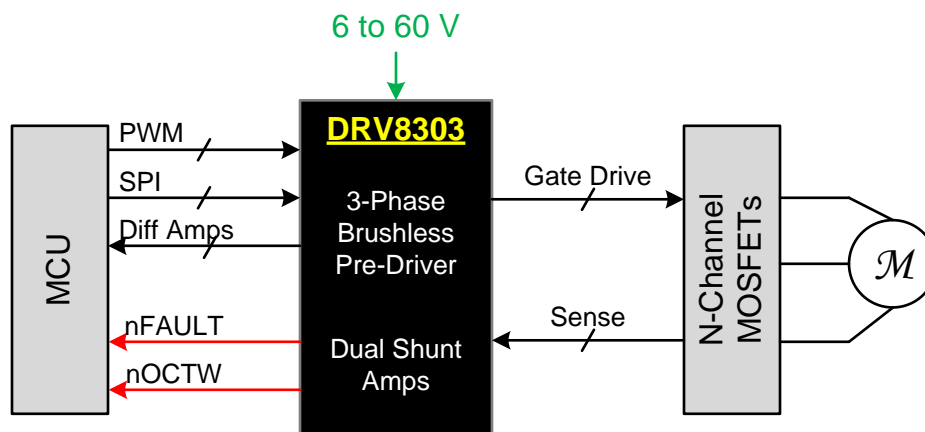 6 to 60 V
MCU
PWM
SPI
Diff Amps
nFAULT
nOCTW
DRV8303
3-Phase
Brushless
Pre-Driver
Dual Shunt
Amps
Gate Drive
Sense
N-Channel
MOSFETs
M